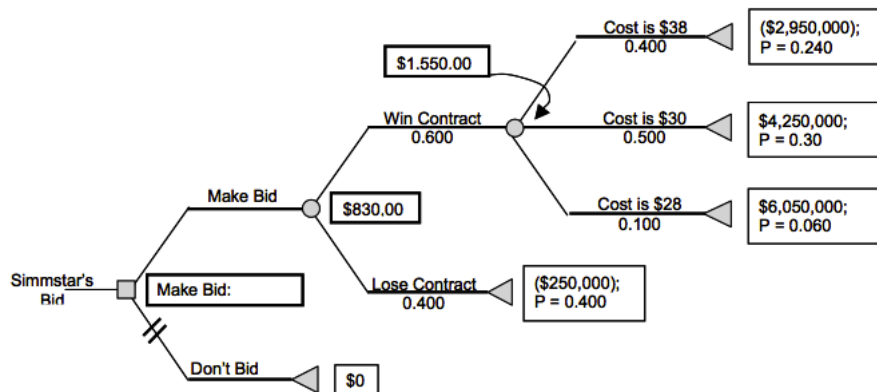 Cost is $38
0.400
($2,950,000);
P = 0.240
$1.550.00
Win Contract
0.600
Cost is $30
0.500
$4,250,000;
P = 0.30
Make Bid
$830,00
Cost is $28
0.100
$6,050,000;
P = 0.060
Simmstar's
Bid
Make Bid:
Lose Contract
0.400
($250,000);
P = 0.400
Don't Bid
$0